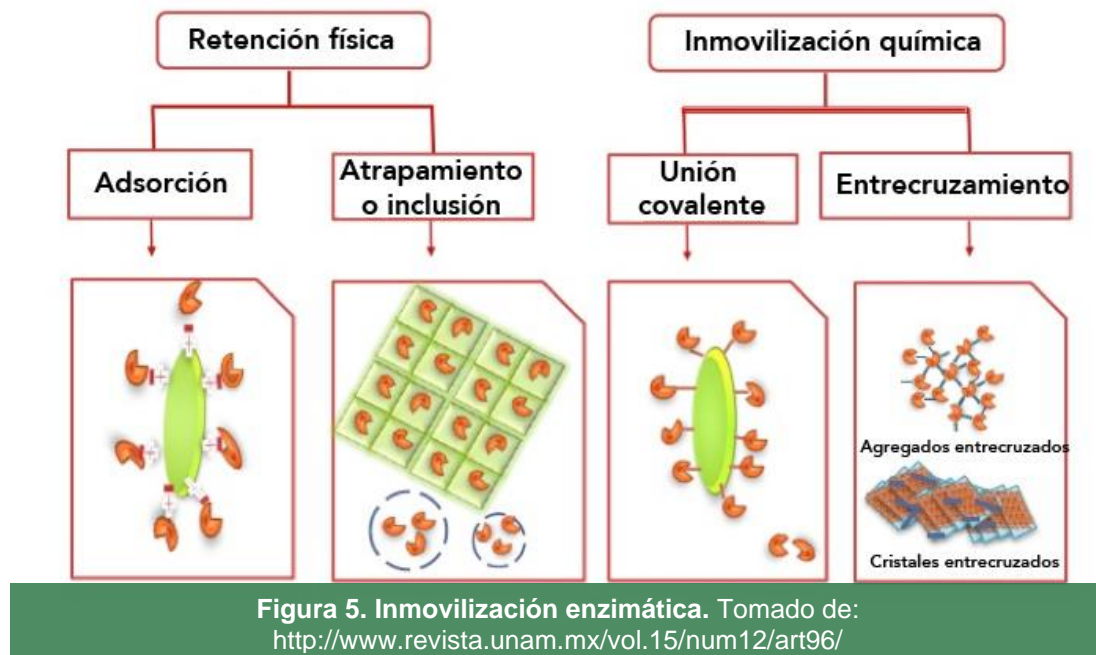 Retención física
Inmovilización química
Adsorción
Atrapamiento
o inclusión
Unión
covalente
Entrecruzamiento
Agregados entrecruzados
Cristales entrecruzados
Figura 5. Inmovilización enzimática. Tomado de:
http://www.revista.unam.mx/vol.15/num12/art96/